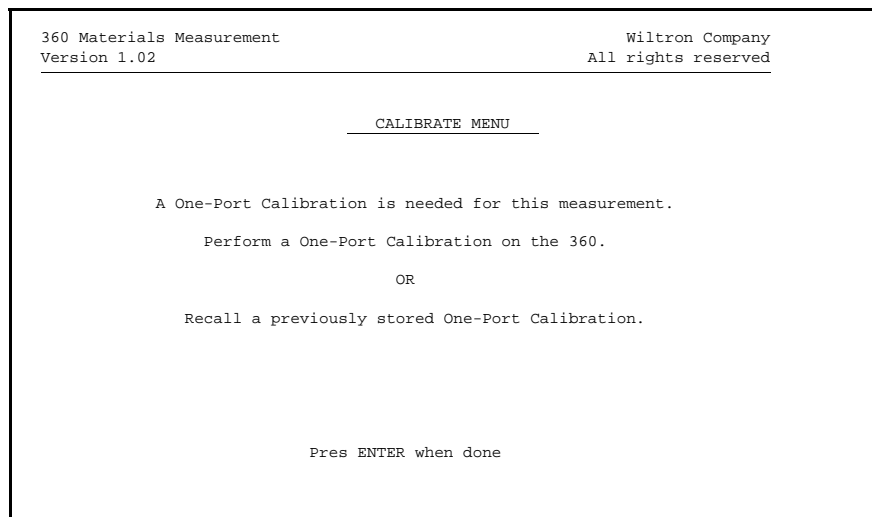 360 Materials Measurement Wiltron Company
Version 1.02 All rights reserved
CALIBRATE MENU
A One-Port Calibration is needed for this measurement.
Perform a One-Port Calibration on the 360.
OR
Recall a previously stored One-Port Calibration.
Pres ENTER when done